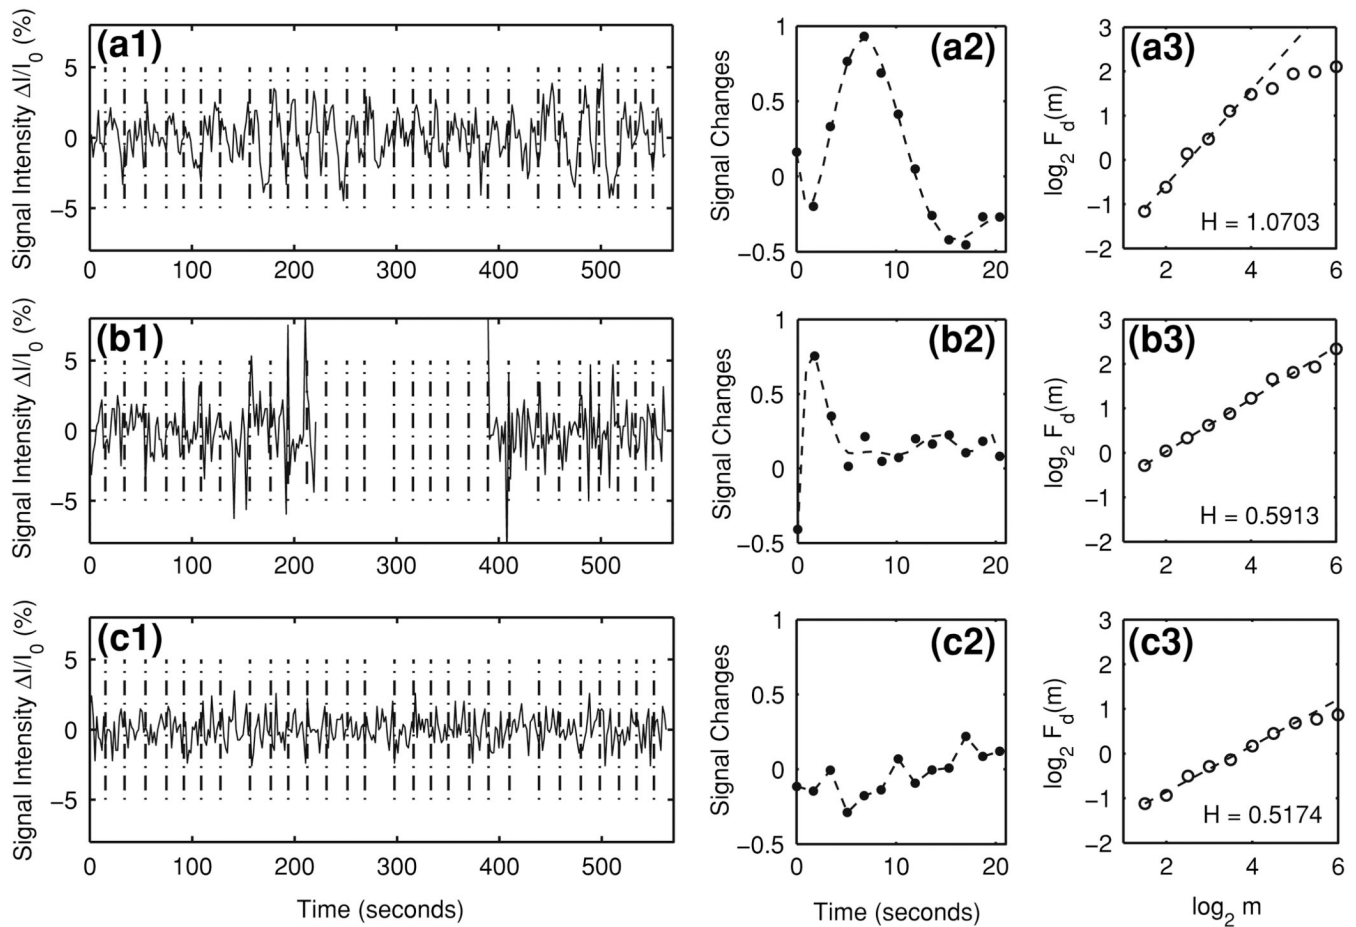 Signal Intensity ΔI/I0 (%)
(a1)
5
0
−5
0 100 200 300 400 500
Signal Changes
(a2)
1
0.5
0
−0.5
0 10 20
log2 Fd(m)
(a3)
3
2
1
0
−1
−2
H = 1.0703
2 4 6
Signal Intensity ΔI/I0 (%)
(b1)
5
0
−5
0 100 200 300 400 500
Signal Changes
(b2)
1
0.5
0
−0.5
0 10 20
log2 Fd(m)
(b3)
3
2
1
0
−1
−2
H = 0.5913
2 4 6
Signal Intensity ΔI/I0 (%)
(c1)
5
0
−5
0 100 200 300 400 500
Time (seconds)
Signal Changes
(c2)
1
0.5
0
−0.5
0 10 20
Time (seconds)
log2 Fd(m)
(c3)
3
2
1
0
−1
−2
H = 0.5174
2 4 6
log2 m